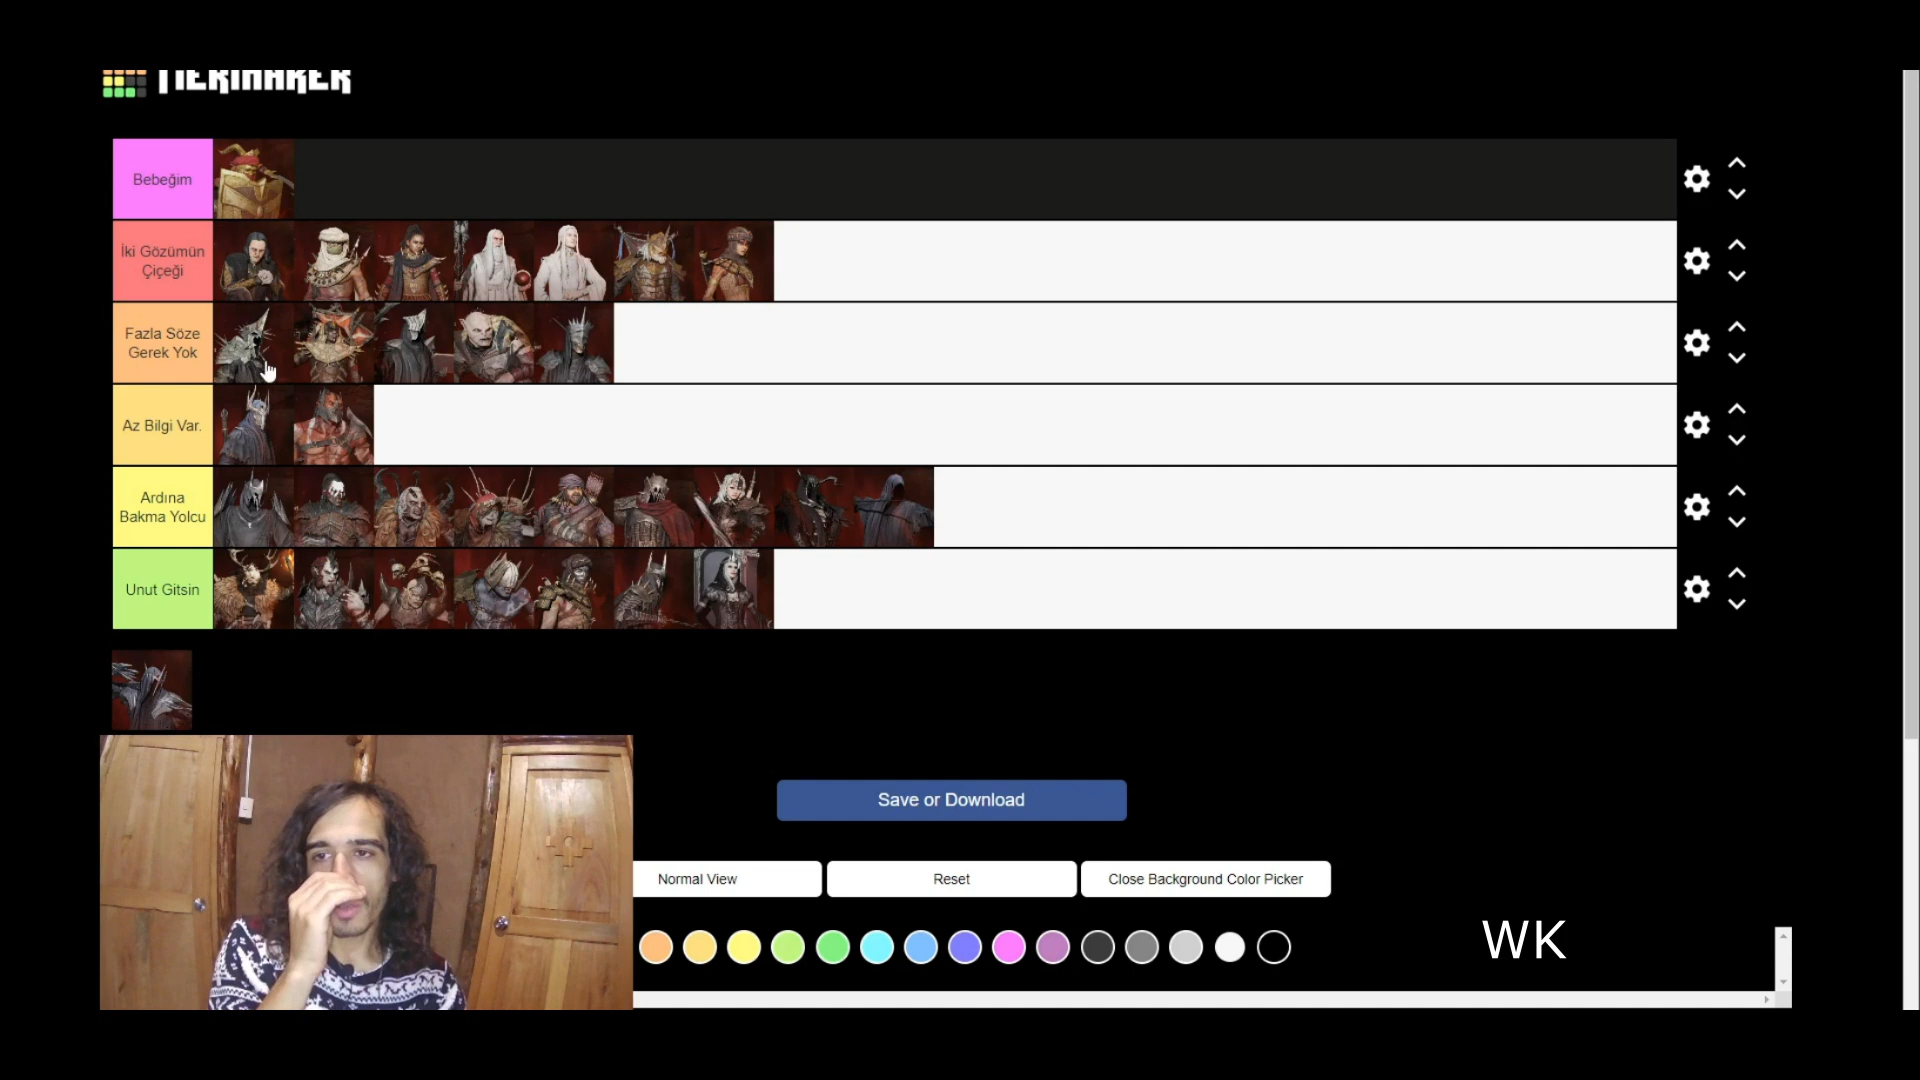 TIERMAKER
Bebeğim
İki Gözümün
Çiçeği
Fazla Söze
Gerek Yok
Az Bilgi Var.
Ardına
Bakma Yolcu
Unut Gitsin
Save or Download
Normal View
Reset
Close Background Color Picker
WK